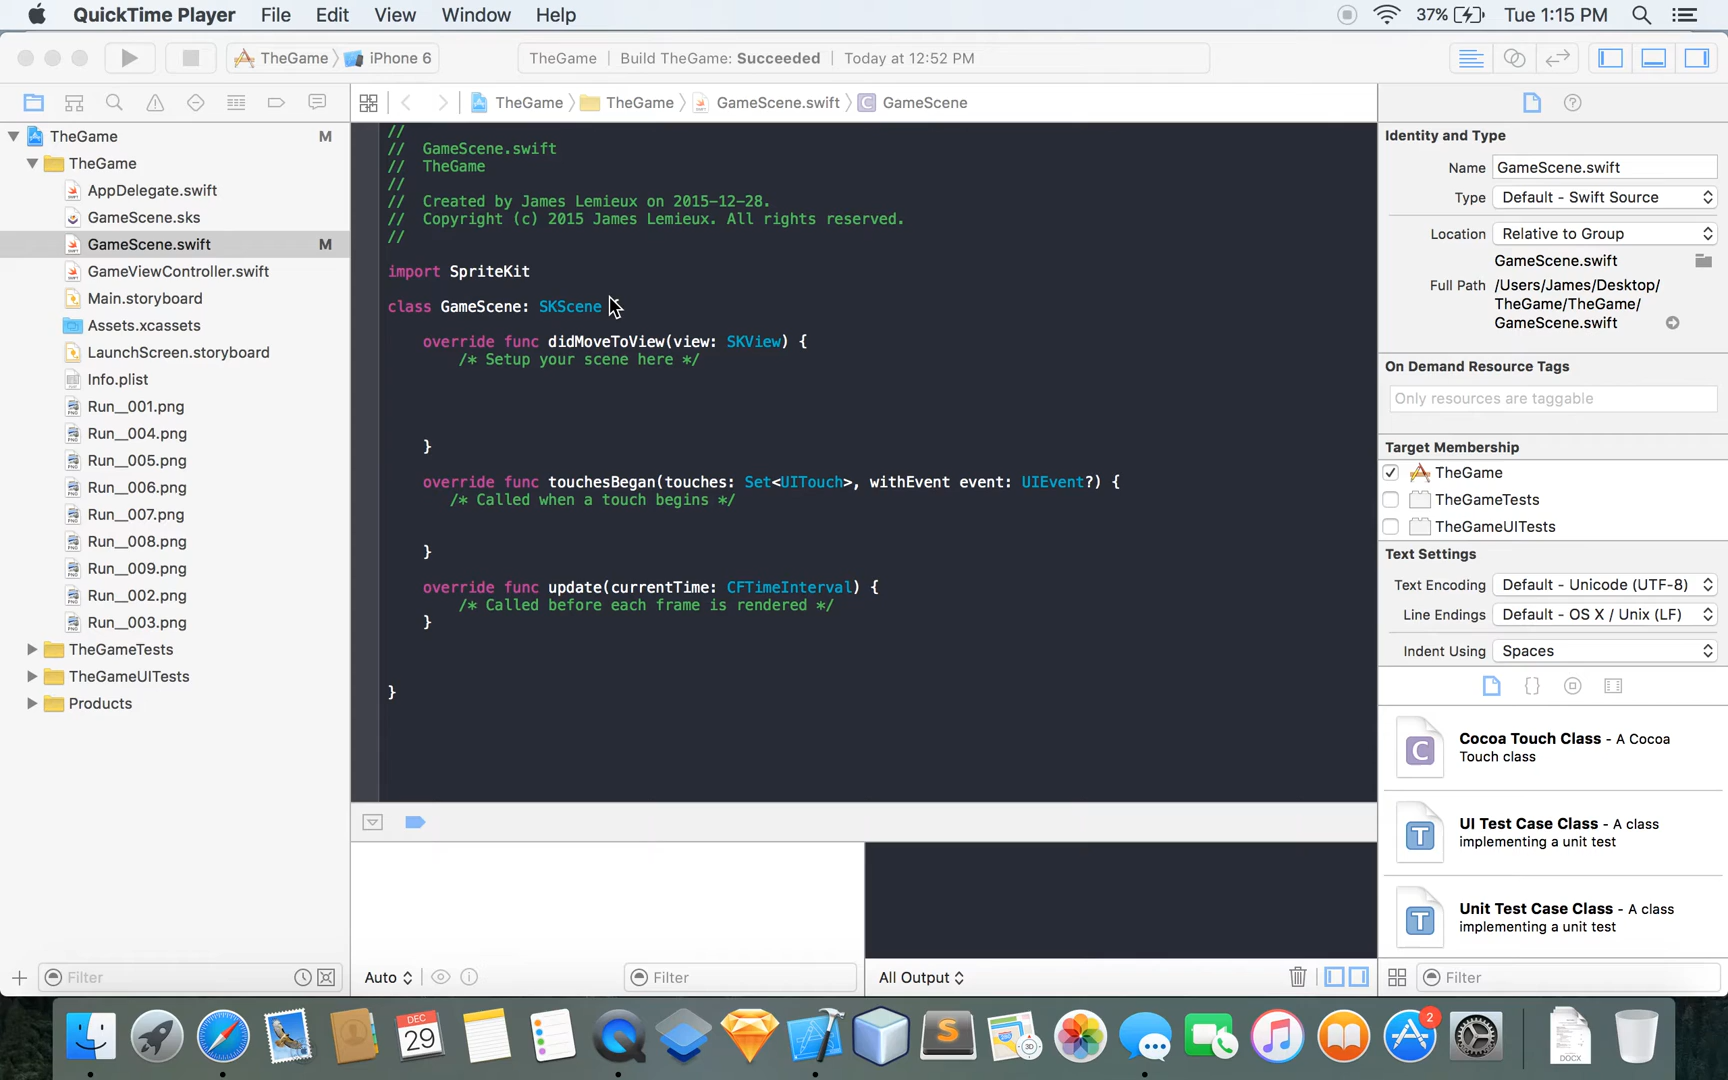 QuickTime Player File Edit View Window Help 37% Tue 1:15 PM
TheGame iPhone 6 TheGame | Build TheGame: Succeeded | Today at 12:52 PM
TheGame TheGame GameScene.swift C GameScene
TheGame M
TheGame
AppDelegate.swift
GameScene.sks
GameScene.swift M
GameViewController.swift
Main.storyboard
Assets.xcassets
LaunchScreen.storyboard
Info.plist
Run__001.png
Run__004.png
Run__005.png
Run__006.png
Run__007.png
Run__008.png
Run__009.png
Run__002.png
Run__003.png
TheGameTests
TheGameUITests
Products
Filter
//
// GameScene.swift
// TheGame
//
// Created by James Lemieux on 2015-12-28.
// Copyright (c) 2015 James Lemieux. All rights reserved.
//
import SpriteKit
class GameScene: SKScene
override func didMoveToView(view: SKView) {
/* Setup your scene here */
}
override func touchesBegan(touches: Set<UITouch>, withEvent event: UIEvent?) {
/* Called when a touch begins */
}
override func update(currentTime: CFTimeInterval) {
/* Called before each frame is rendered */
}
}
Auto Filter All Output
Identity and Type
Name GameScene.swift
Type Default - Swift Source
Location Relative to Group
GameScene.swift
Full Path /Users/James/Desktop/
TheGame/TheGame/
GameScene.swift
On Demand Resource Tags
Only resources are taggable
Target Membership
TheGame
TheGameTests
TheGameUITests
Text Settings
Text Encoding Default - Unicode (UTF-8)
Line Endings Default - OS X / Unix (LF)
Indent Using Spaces
{}
C Cocoa Touch Class - A Cocoa
Touch class
T UI Test Case Class - A class
implementing a unit test
T Unit Test Case Class - A class
implementing a unit test
Filter
DEC
29
S
3D
2
DOCX